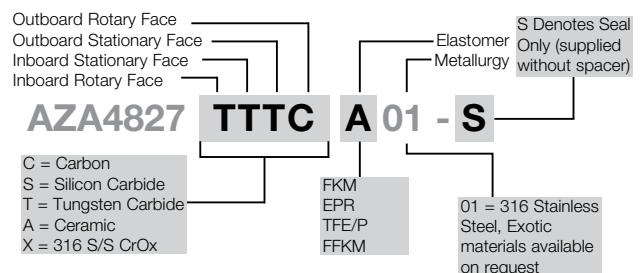 Outboard Rotary Face
Outboard Stationary Face
Inboard Stationary Face
Inboard Rotary Face
Elastomer
Metallurgy
S Denotes Seal
Only (supplied
without spacer)
AZA4827 TTTC A 01 - S
C = Carbon
S = Silicon Carbide
T = Tungsten Carbide
A = Ceramic
X = 316 S/S CrOx
FKM
EPR
TFE/P
FFKM
01 = 316 Stainless
Steel, Exotic
materials available
on request